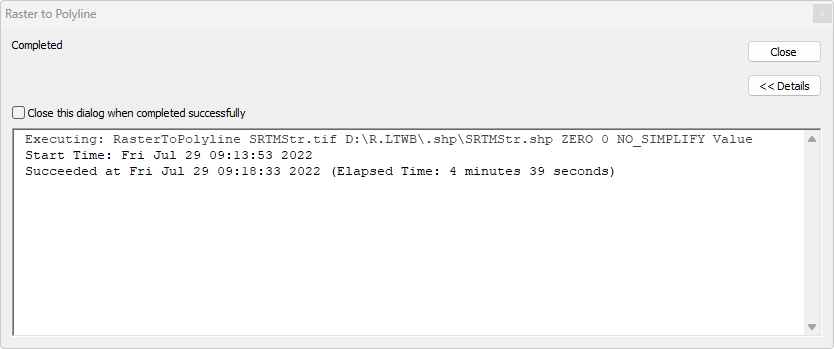 Raster to Polyline
Completed
Close
<< Details
Close this dialog when completed successfully
Executing: RasterToPolyline SRTMStr.tif D:\R.LTWB\.shp\SRTMStr.shp ZERO 0 NO_SIMPLIFY Value
Start Time: Fri Jul 29 09:13:53 2022
Succeeded at Fri Jul 29 09:18:33 2022 (Elapsed Time: 4 minutes 39 seconds)